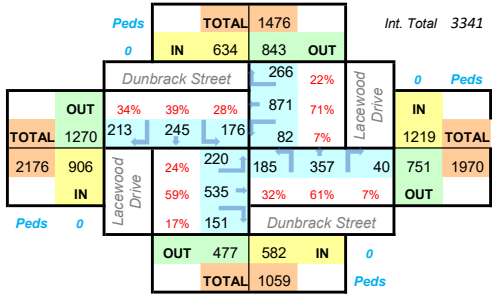 Peds TOTAL 1476 Int. Total 3341
0 IN 634 843 OUT
Dunbrack Street 266 22% Lacewood Drive 0 Peds
OUT 34% 39% 28% 871 71% IN
TOTAL 1270 213 245 176 82 7% 1219 TOTAL
2176 906 Lacewood Drive 24% 220 185 357 40 751 1970
IN 59% 535 32% 61% 7% OUT
Peds 0 17% 151 Dunbrack Street
OUT 477 582 IN 0
TOTAL 1059 Peds